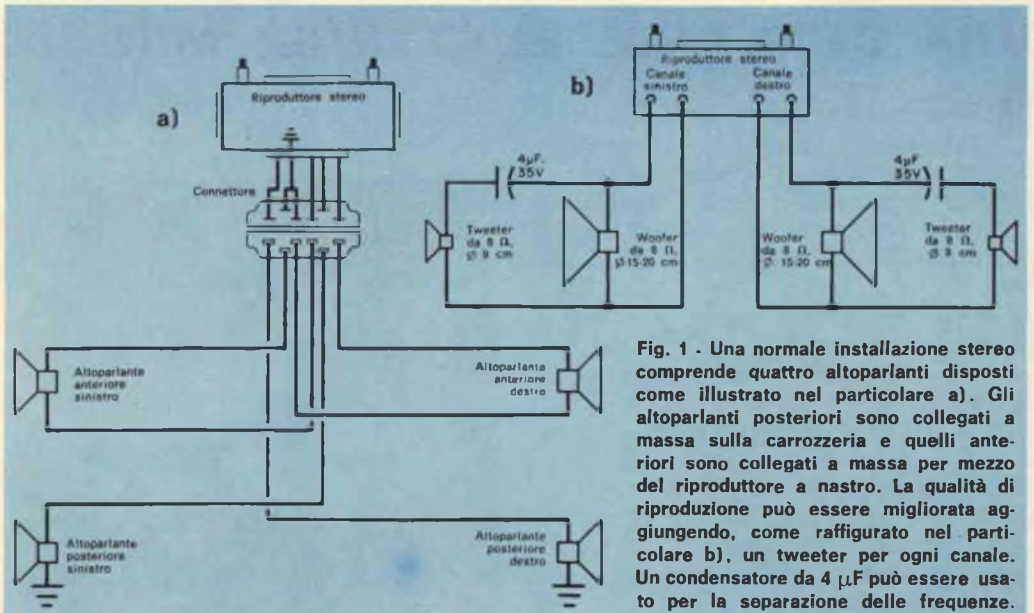 a)
Riproduttore stereo
Connettore
Altoparlante
anteriore
sinistro
Altoparlante
anteriore
destro
Altoparlante
posteriore
sinistro
Altoparlante
posteriore
destro
b)
Riproduttore stereo
Canale
sinistro
Canale
destro
4µF,
35V
4µF
35V
Tweeter
da 8 Ω,
Ø 9 cm
Woofer
da 8 Ω,
Ø 15-20 cm
Woofer
da 8 Ω,
Ø 15-20 cm
Tweeter
da 8 Ω,
Ø 9 cm
Fig. 1 - Una normale installazione stereo
comprende quattro altoparlanti disposti
come illustrato nel particolare a). Gli
altoparlanti posteriori sono collegati a
massa sulla carrozzeria e quelli ante-
riori sono collegati a massa per mezzo
del riproduttore a nastro. La qualità di
riproduzione può essere migliorata ag-
giungendo, come raffigurato nel parti-
colare b), un tweeter per ogni canale.
Un condensatore da 4 µF può essere usa-
to per la separazione delle frequenze.